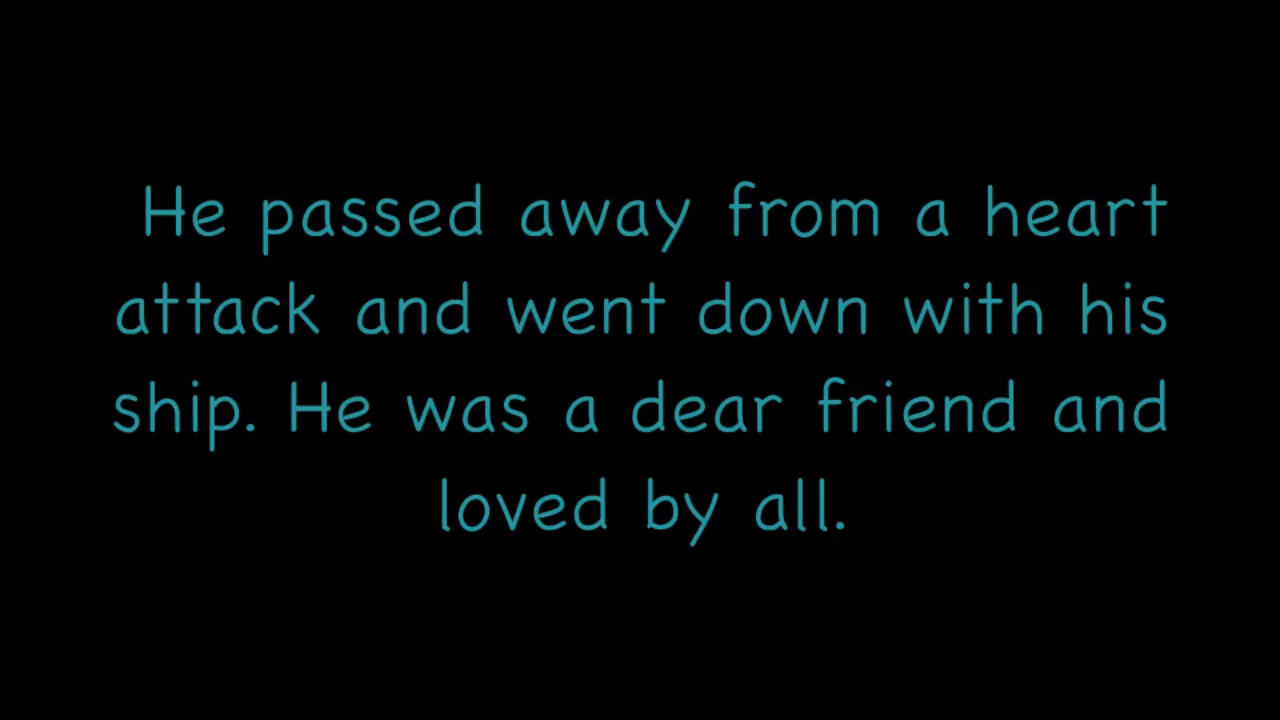 He passed away from a heart
attack and went down with his
ship. He was a dear friend and
loved by all.